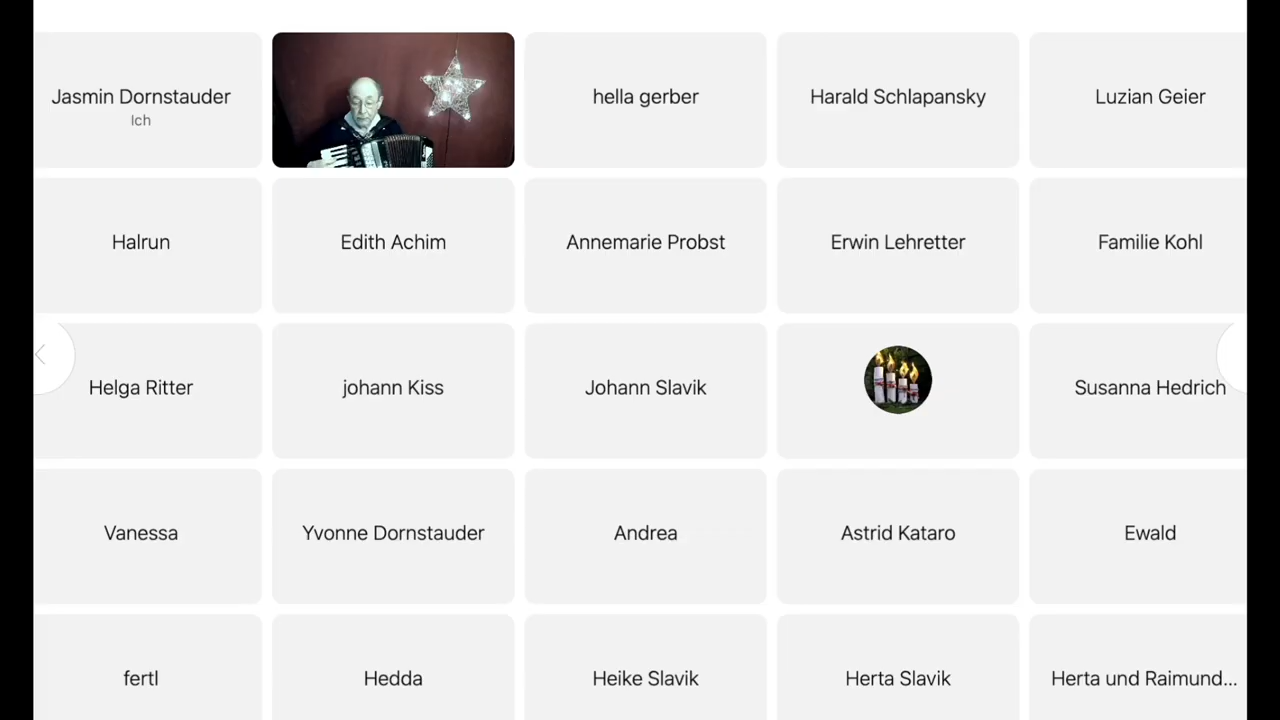 Jasmin Dornstauder
Ich
hella gerber
Harald Schlapansky
Luzian Geier
Halrun
Edith Achim
Annemarie Probst
Erwin Lehretter
Familie Kohl
Helga Ritter
johann Kiss
Johann Slavik
Susanna Hedrich
Vanessa
Yvonne Dornstauder
Andrea
Astrid Kataro
Ewald
fertl
Hedda
Heike Slavik
Herta Slavik
Herta und Raimund...